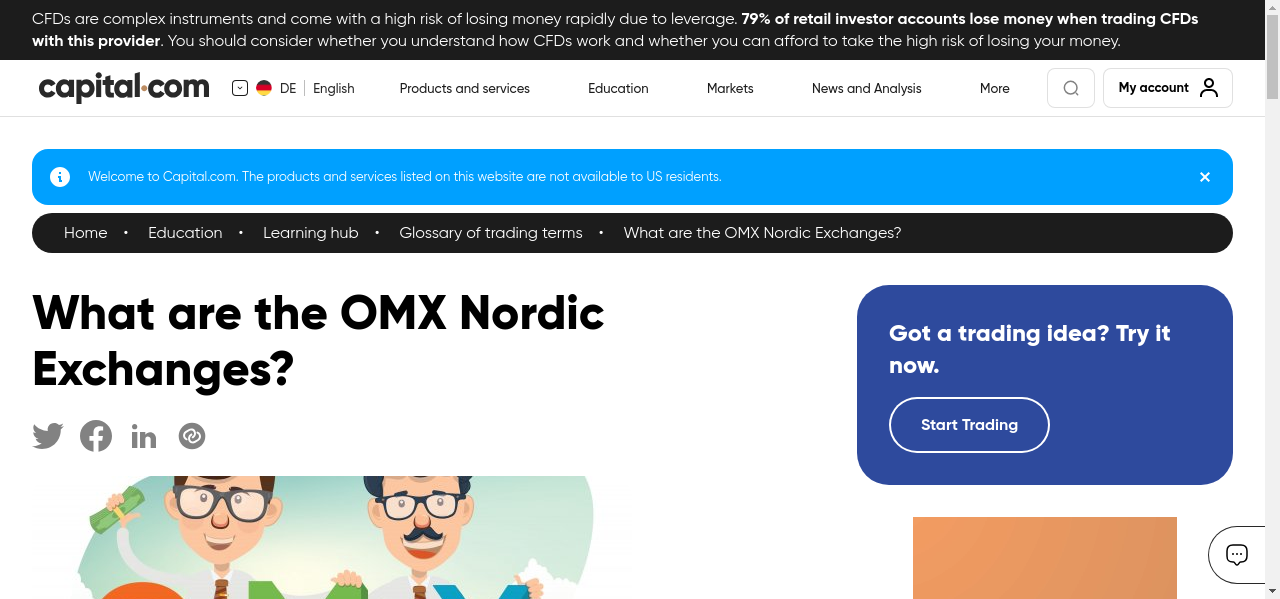 CFDs are complex instruments and come with a high risk of losing money rapidly due to leverage. 79% of retail investor accounts lose money when trading CFDs
with this provider. You should consider whether you understand how CFDs work and whether you can afford to take the high risk of losing your money.
capital.com DE English Products and services Education Markets News and Analysis More My account
Welcome to Capital.com. The products and services listed on this website are not available to US residents.
Home • Education • Learning hub • Glossary of trading terms • What are the OMX Nordic Exchanges?
What are the OMX Nordic
Exchanges?
Got a trading idea? Try it
now.
Start Trading